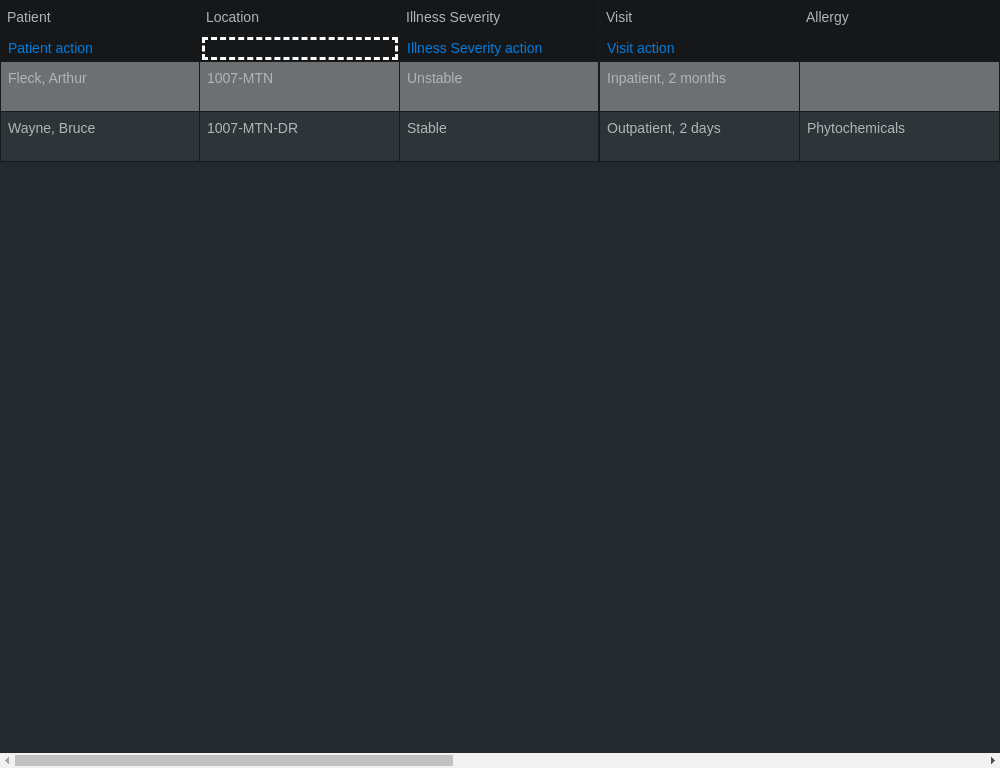 Patient Location Illness Severity Visit Allergy
Patient action Illness Severity action Visit action
Fleck, Arthur 1007-MTN Unstable Inpatient, 2 months
Wayne, Bruce 1007-MTN-DR Stable Outpatient, 2 days Phytochemicals